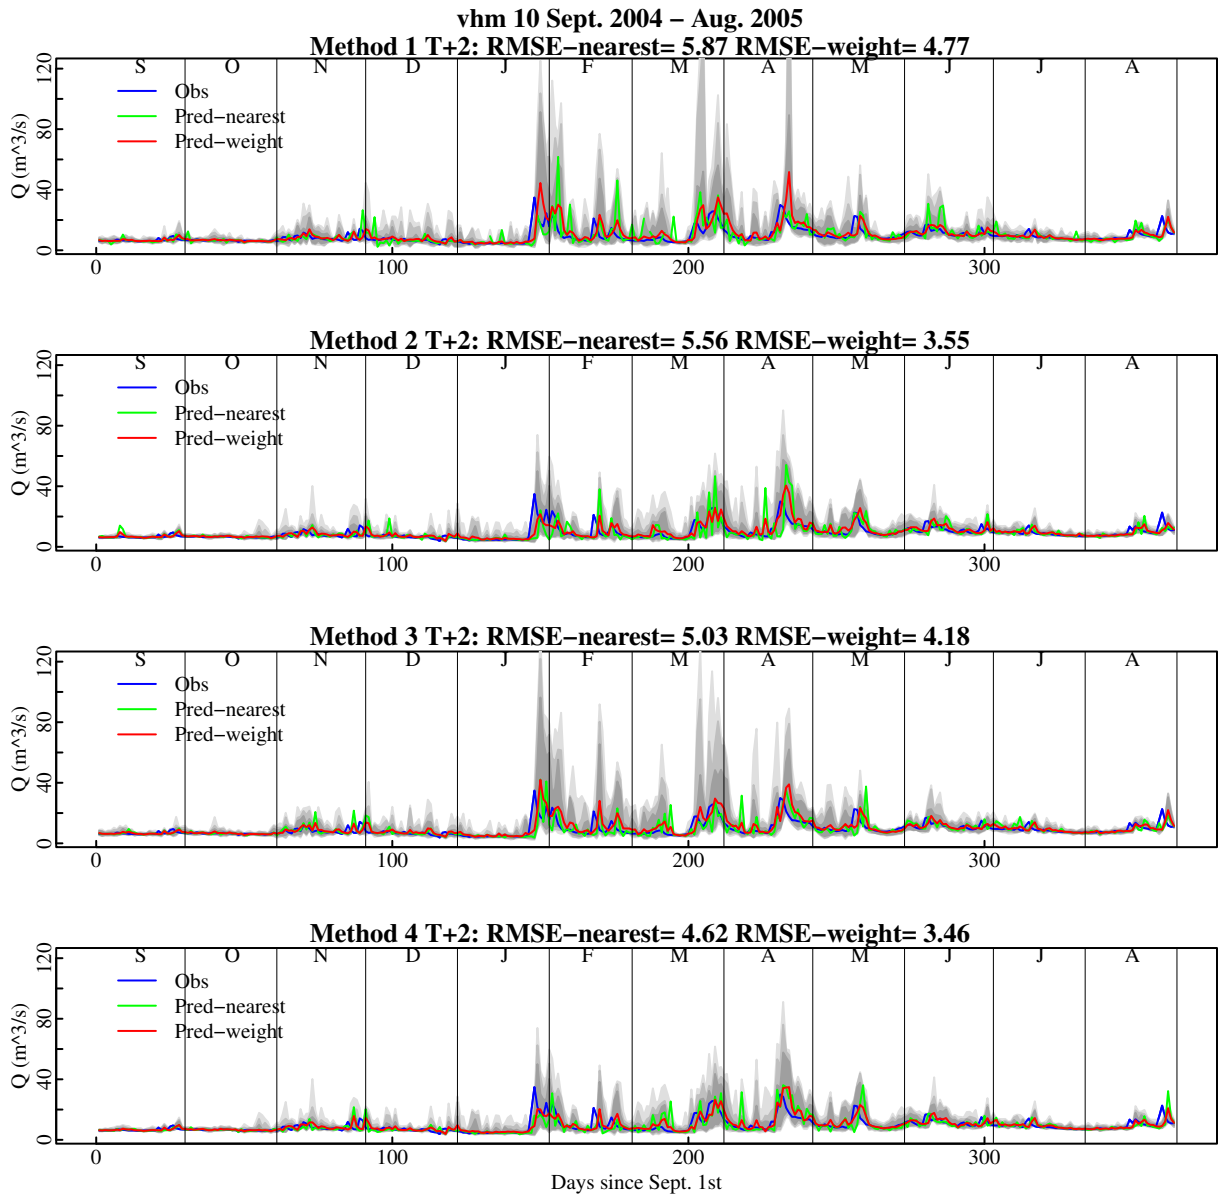 vhm 10 Sept. 2004 − Aug. 2005
Method 1 T+2: RMSE−nearest= 5.87 RMSE−weight= 4.77
S O N D J F M A M J J A
Obs
Pred−nearest
Pred−weight
Q (m^3/s)
0 40 80 120
0 100 200 300
Method 2 T+2: RMSE−nearest= 5.56 RMSE−weight= 3.55
S O N D J F M A M J J A
Obs
Pred−nearest
Pred−weight
Q (m^3/s)
0 40 80 120
0 100 200 300
Method 3 T+2: RMSE−nearest= 5.03 RMSE−weight= 4.18
S O N D J F M A M J J A
Obs
Pred−nearest
Pred−weight
Q (m^3/s)
0 40 80 120
0 100 200 300
Method 4 T+2: RMSE−nearest= 4.62 RMSE−weight= 3.46
S O N D J F M A M J J A
Obs
Pred−nearest
Pred−weight
Q (m^3/s)
0 40 80 120
0 100 200 300
Days since Sept. 1st